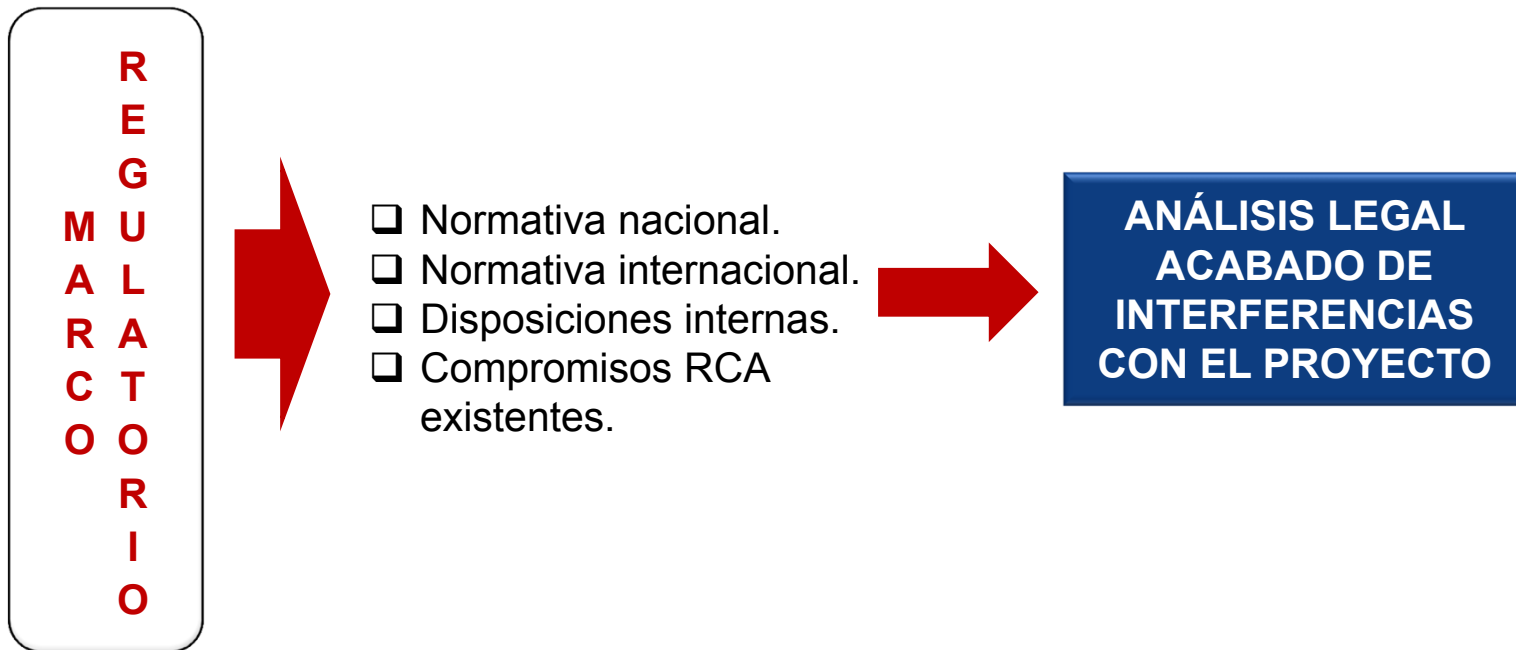 MARCO
REGULATORIO
❑ Normativa nacional.
❑ Normativa internacional.
❑ Disposiciones internas.
❑ Compromisos RCA
existentes.
ANÁLISIS LEGAL
ACABADO DE
INTERFERENCIAS
CON EL PROYECTO